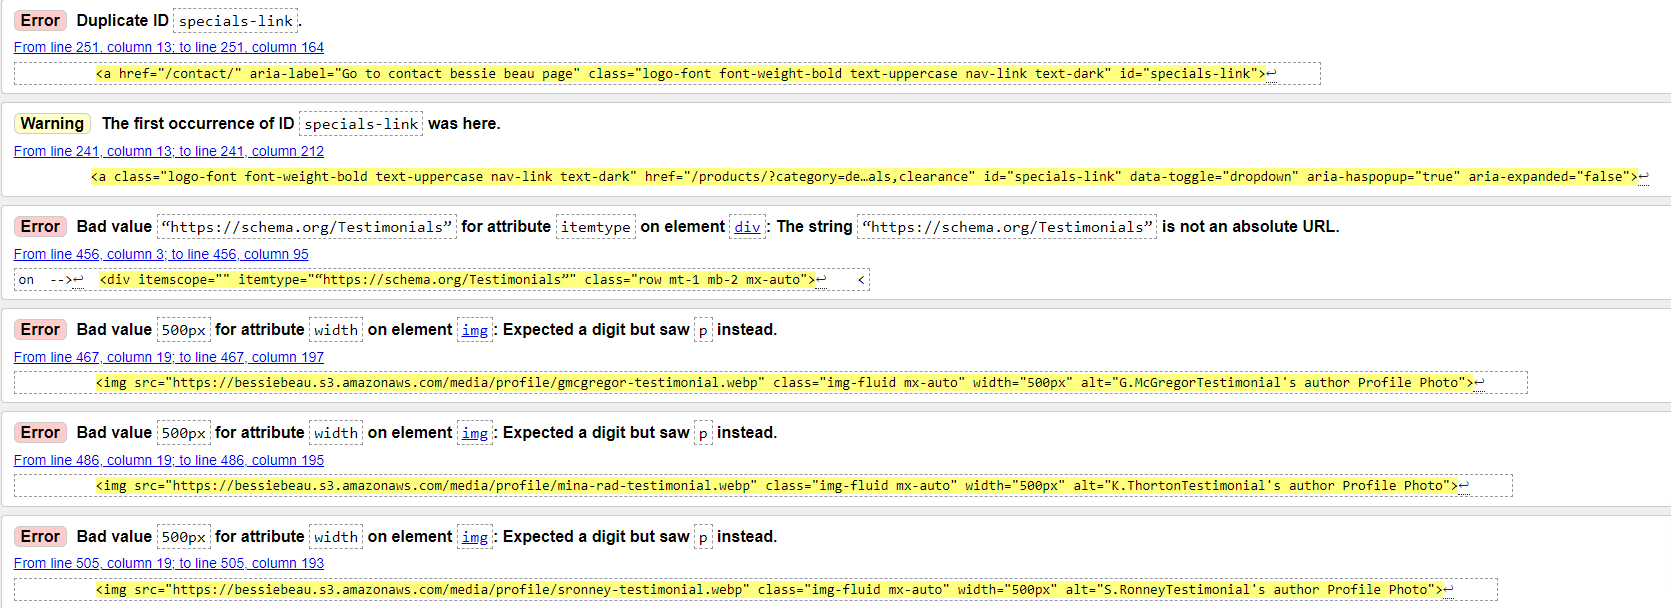 Error Duplicate ID specials-link.
From line 251, column 13; to line 251, column 164
<a href="/contact/" aria-label="Go to contact bessie beau page" class="logo-font font-weight-bold text-uppercase nav-link text-dark" id="specials-link">↩
Warning The first occurrence of ID specials-link was here.
From line 241, column 13; to line 241, column 212
<a class="logo-font font-weight-bold text-uppercase nav-link text-dark" href="/products/?category=de…als,clearance" id="specials-link" data-toggle="dropdown" aria-haspopup="true" aria-expanded="false">↩
Error Bad value “https://schema.org/Testimonials” for attribute itemtype on element div: The string “https://schema.org/Testimonials” is not an absolute URL.
From line 456, column 3; to line 456, column 95
on -->↩ <div itemscope="" itemtype="“https://schema.org/Testimonials”" class="row mt-1 mb-2 mx-auto">↩ <
Error Bad value 500px for attribute width on element img: Expected a digit but saw p instead.
From line 467, column 19; to line 467, column 197
<img src="https://bessiebeau.s3.amazonaws.com/media/profile/gmcgregor-testimonial.webp" class="img-fluid mx-auto" width="500px" alt="G.McGregorTestimonial's author Profile Photo">↩
Error Bad value 500px for attribute width on element img: Expected a digit but saw p instead.
From line 486, column 19; to line 486, column 195
<img src="https://bessiebeau.s3.amazonaws.com/media/profile/mina-rad-testimonial.webp" class="img-fluid mx-auto" width="500px" alt="K.ThortonTestimonial's author Profile Photo">↩
Error Bad value 500px for attribute width on element img: Expected a digit but saw p instead.
From line 505, column 19; to line 505, column 193
<img src="https://bessiebeau.s3.amazonaws.com/media/profile/sronney-testimonial.webp" class="img-fluid mx-auto" width="500px" alt="S.RonneyTestimonial's author Profile Photo">↩